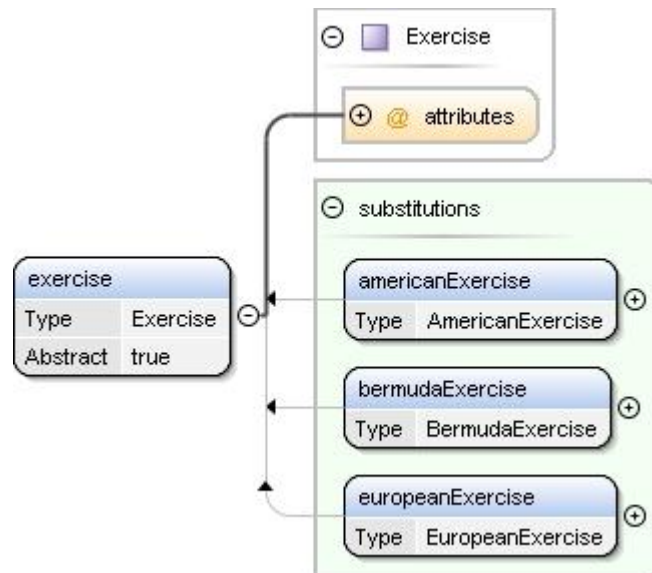 Exercise
@ attributes
substitutions
exercise
Type Exercise
Abstract true
americanExercise
Type AmericanExercise
bermudaExercise
Type BermudaExercise
europeanExercise
Type EuropeanExercise